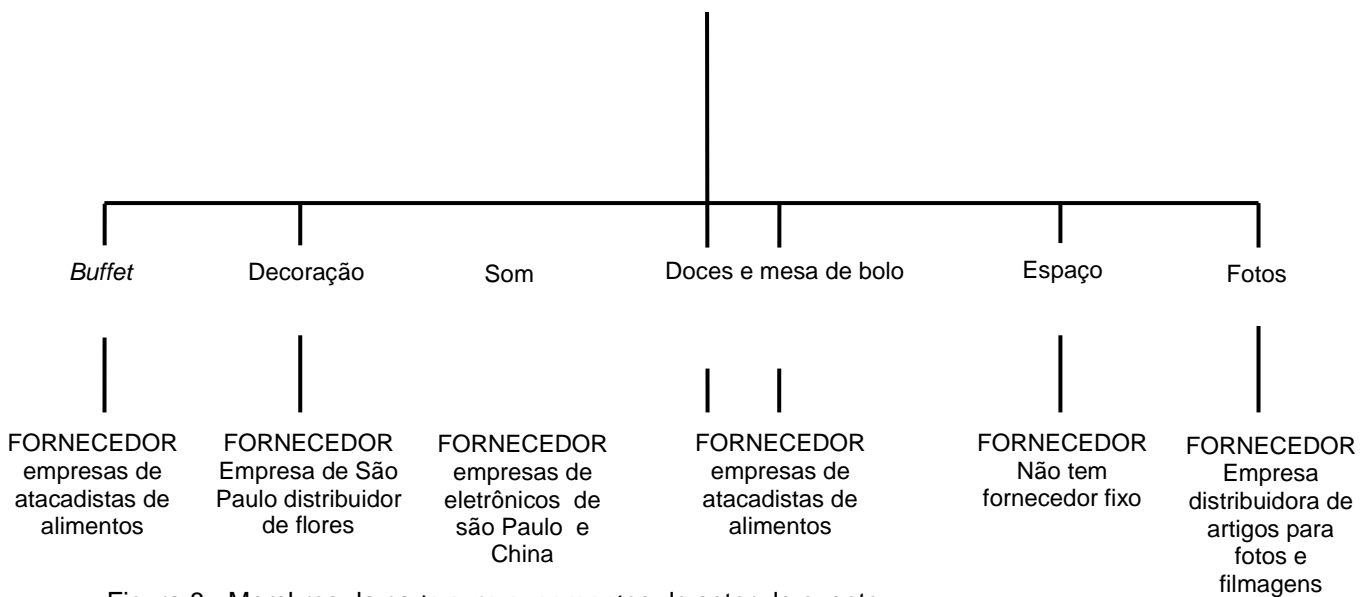 Buffet
Decoração
Som
Doces e mesa de bolo
Espaço
Fotos
FORNECEDOR
empresas de
atacadistas de
alimentos
FORNECEDOR
Empresa de São
Paulo distribuidor
de flores
FORNECEDOR
empresas de
eletrônicos de
são Paulo e
China
FORNECEDOR
empresas de
atacadistas de
alimentos
FORNECEDOR
Não tem
fornecedor fixo
FORNECEDOR
Empresa
distribuidora de
artigos para
fotos e
filmagens